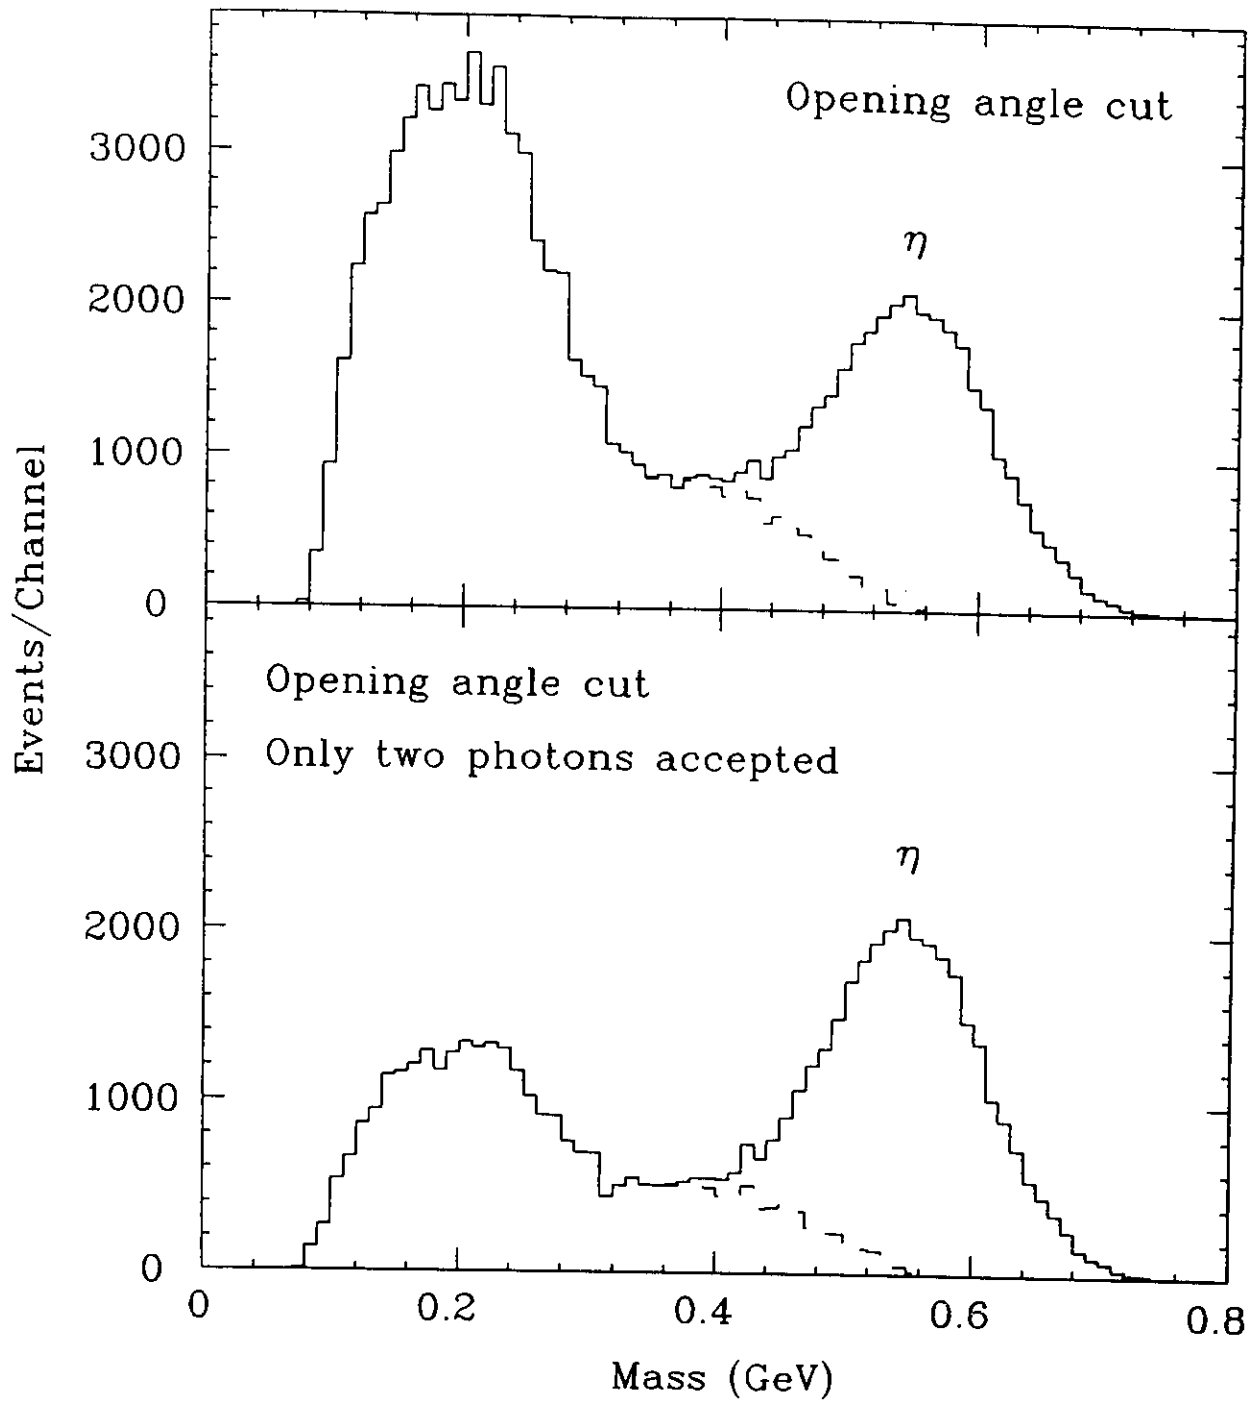 Opening angle cut
3000
η
2000
1000
0
Events/Channel
Opening angle cut
Only two photons accepted
3000
η
2000
1000
0
0 0.2 0.4 0.6 0.8
Mass (GeV)